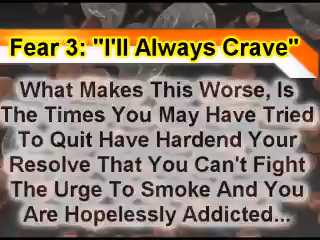 Fear 3: "I'll Always Crave"
What Makes This Worse, Is
The Times You May Have Tried
To Quit Have Hardend Your
Resolve That You Can't Fight
The Urge To Smoke And You
Are Hopelessly Addicted...